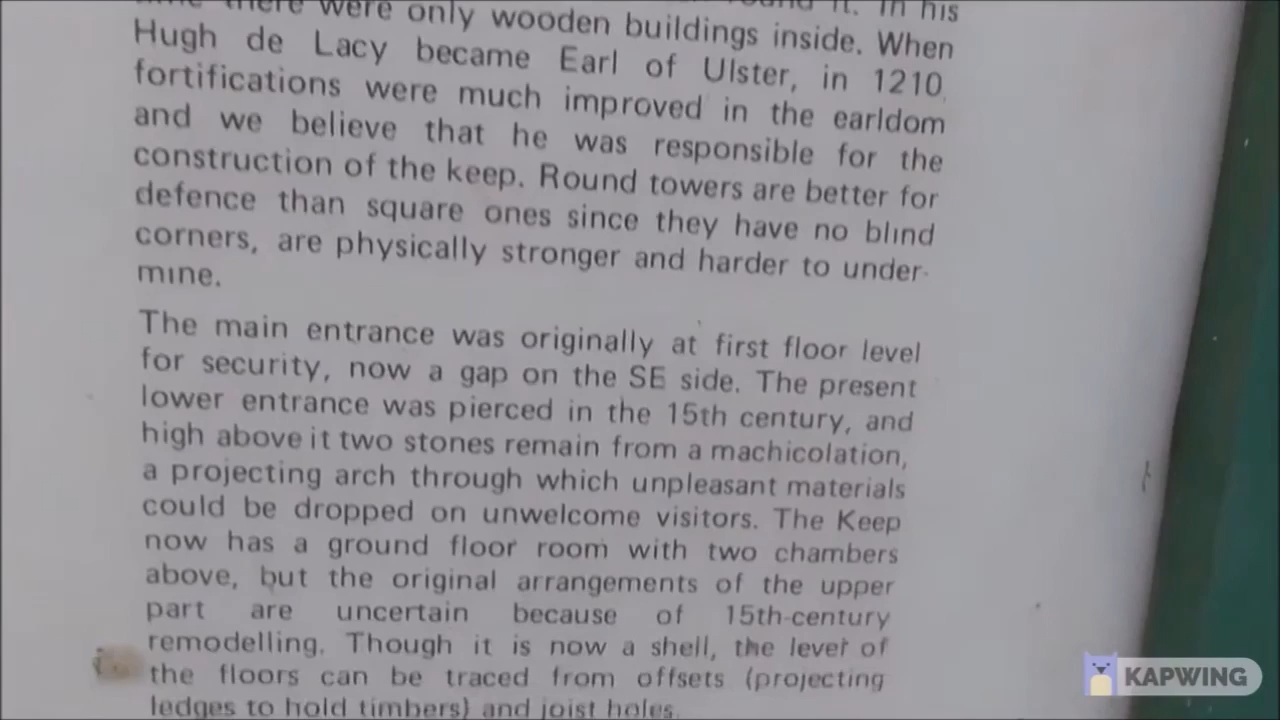 there were only wooden buildings inside. When
Hugh de Lacy became Earl of Ulster, in 1210
fortifications were much improved in the earldom
and we believe that he was responsible for the
construction of the keep. Round towers are better for
defence than square ones since they have no blind
corners, are physically stronger and harder to under-
mine.
The main entrance was originally at first floor level
for security, now a gap on the SE side. The present
lower entrance was pierced in the 15th century, and
high above it two stones remain from a machicolation,
a projecting arch through which unpleasant materials
could be dropped on unwelcome visitors. The Keep
now has a ground floor room with two chambers
above, but the original arrangements of the upper
part are uncertain because of 15th-century
remodelling. Though it is now a shell, the level of
the floors can be traced from offsets (projecting
ledges to hold timbers) and joist holes.
it. In his
KAPWING